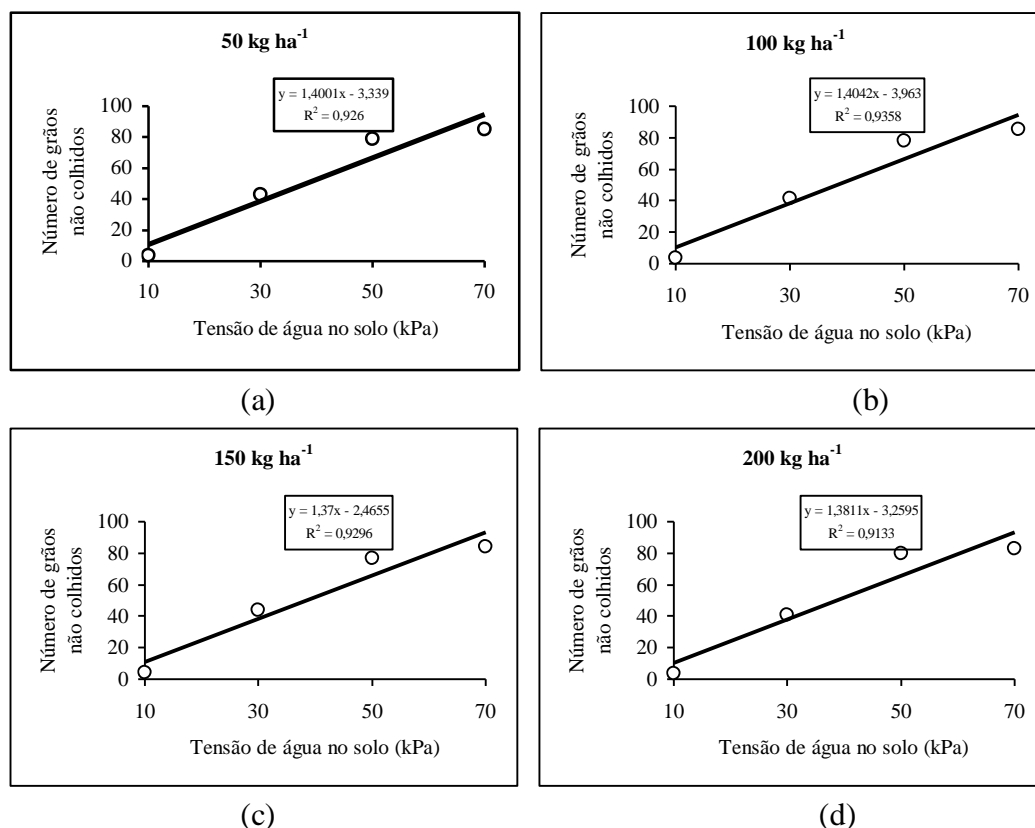 50 kg ha⁻¹
y = 1,4001x - 3,339
R² = 0,926
Número de grãos
não colhidos
100
80
60
40
20
0
10 30 50 70
Tensão de água no solo (kPa)
(a)
100 kg ha⁻¹
y = 1,4042x - 3,963
R² = 0,9358
Número de grãos
não colhidos
100
80
60
40
20
0
10 30 50 70
Tensão de água no solo (kPa)
(b)
150 kg ha⁻¹
y = 1,37x - 2,4655
R² = 0,9296
Número de grãos
não colhidos
100
80
60
40
20
0
10 30 50 70
Tensão de água no solo (kPa)
(c)
200 kg ha⁻¹
y = 1,3811x - 3,2595
R² = 0,9133
Número de grãos
não colhidos
100
80
60
40
20
0
10 30 50 70
Tensão de água no solo (kPa)
(d)